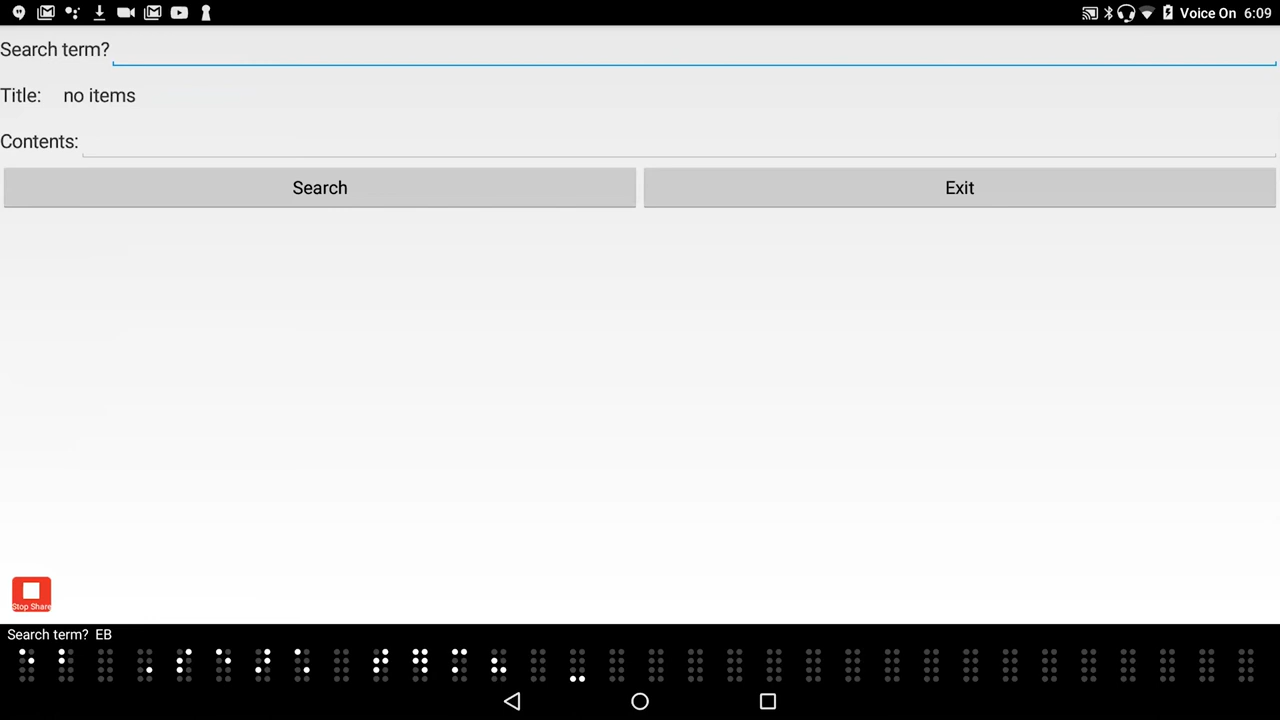 Voice On 6:09
Search term?
Title: no items
Contents:
Search Exit
Stop Share
Search term? EB